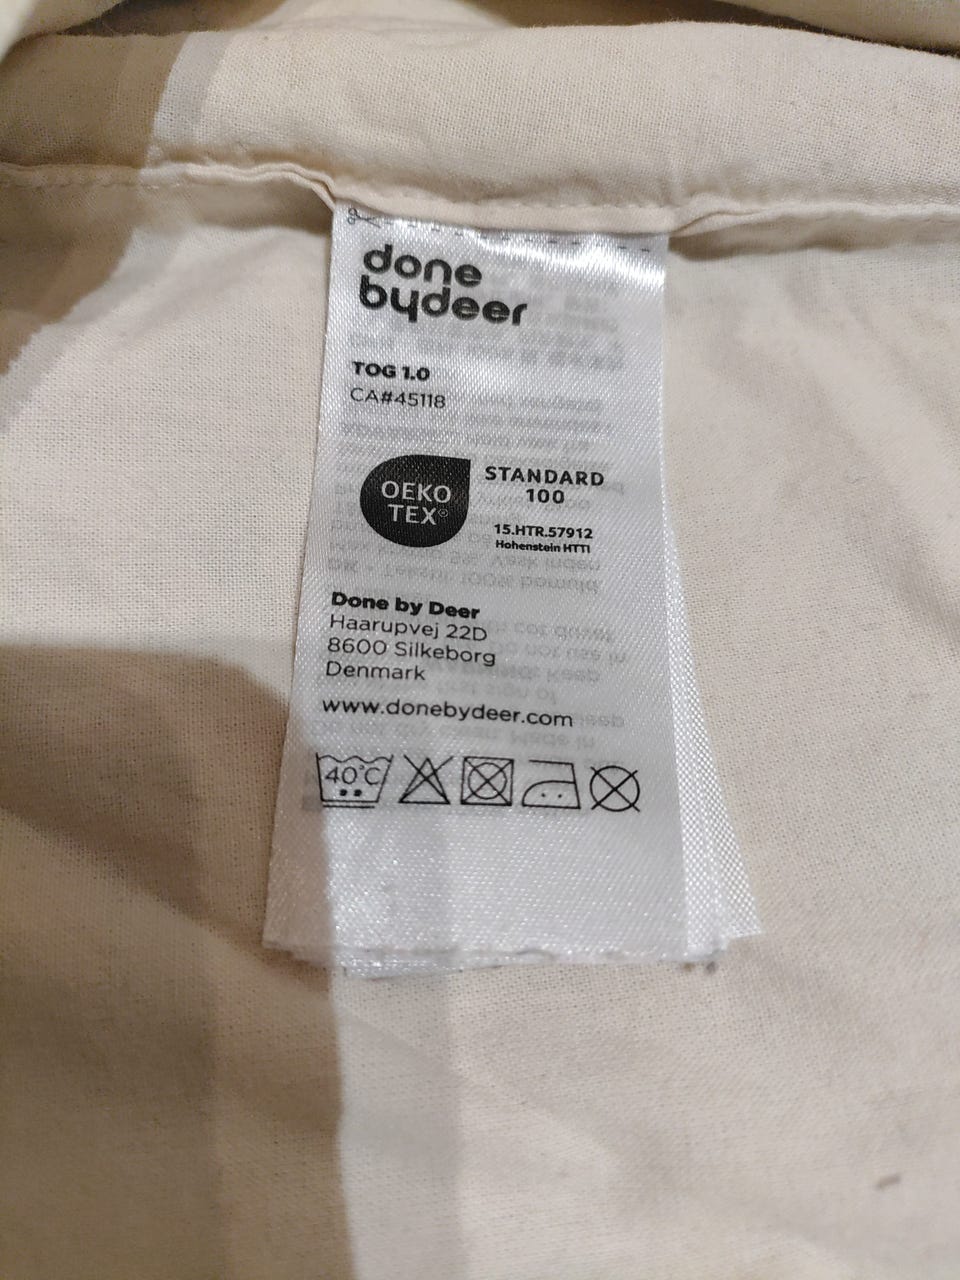 done
bydeer
TOG 1.0
CA#45118
OEKO
TEX®
STANDARD
100
15.HTR.57912
Hohenstein HTTI
Done by Deer
Haarupvej 22D
8600 Silkeborg
Denmark
www.donebydeer.com
40°C